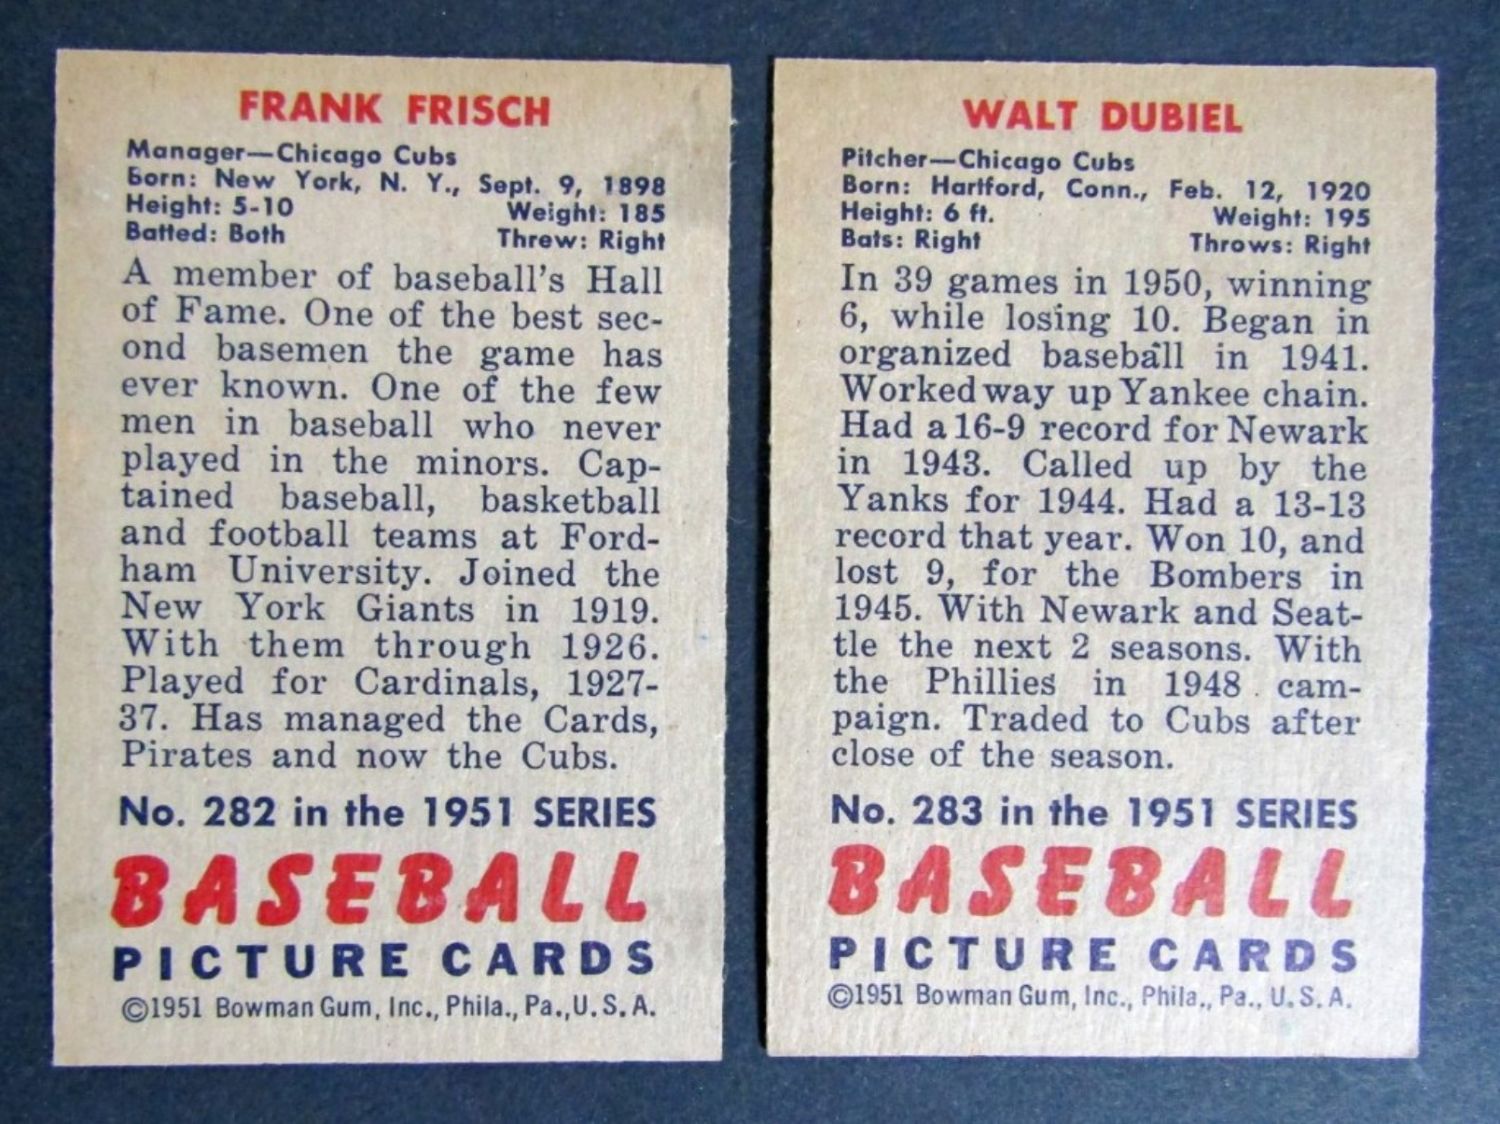 FRANK FRISCH
Manager—Chicago Cubs
Born: New York, N. Y., Sept. 9, 1898
Height: 5-10 Weight: 185
Batted: Both Threw: Right
A member of baseball's Hall
of Fame. One of the best sec-
ond basemen the game has
ever known. One of the few
men in baseball who never
played in the minors. Cap-
tained baseball, basketball
and football teams at Ford-
ham University. Joined the
New York Giants in 1919.
With them through 1926.
Played for Cardinals, 1927-
37. Has managed the Cards,
Pirates and now the Cubs.
No. 282 in the 1951 SERIES
BASEBALL
PICTURE CARDS
©1951 Bowman Gum, Inc., Phila., Pa., U. S. A.
WALT DUBIEL
Pitcher—Chicago Cubs
Born: Hartford, Conn., Feb. 12, 1920
Height: 6 ft. Weight: 195
Bats: Right Throws: Right
In 39 games in 1950, winning
6, while losing 10. Began in
organized baseball in 1941.
Worked way up Yankee chain.
Had a 16-9 record for Newark
in 1943. Called up by the
Yanks for 1944. Had a 13-13
record that year. Won 10, and
lost 9, for the Bombers in
1945. With Newark and Seat-
tle the next 2 seasons. With
the Phillies in 1948 cam-
paign. Traded to Cubs after
close of the season.
No. 283 in the 1951 SERIES
BASEBALL
PICTURE CARDS
©1951 Bowman Gum, Inc., Phila., Pa., U. S. A.